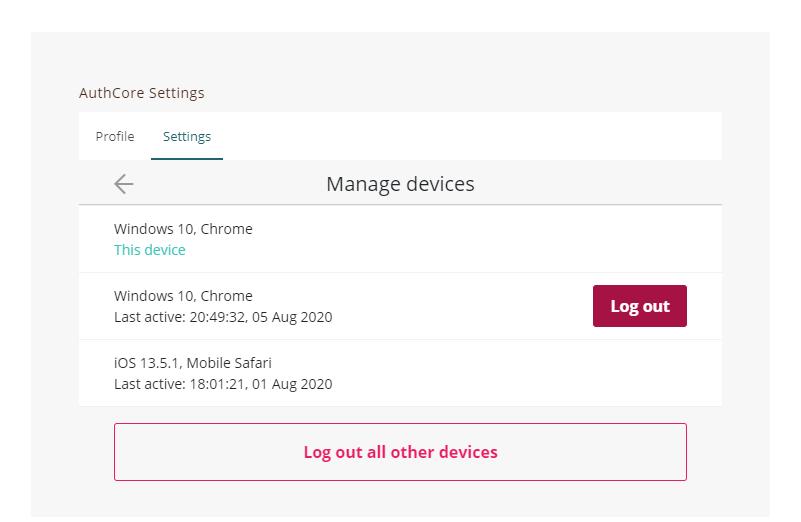 AuthCore Settings
Profile Settings
Manage devices
Windows 10, Chrome
This device
Windows 10, Chrome
Last active: 20:49:32, 05 Aug 2020
Log out
iOS 13.5.1, Mobile Safari
Last active: 18:01:21, 01 Aug 2020
Log out all other devices